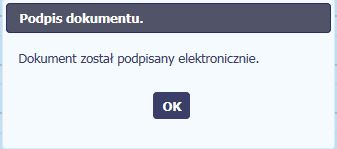 Podpis dokumentu.
Dokument został podpisany elektronicznie.
OK